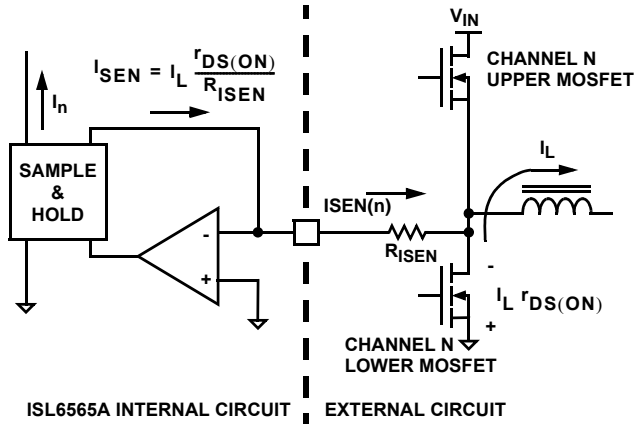 V_IN
CHANNEL N
UPPER MOSFET
I_SEN = I_L r_DS(ON) / R_ISEN
I_n
SAMPLE
&
HOLD
I_L
ISEN(n)
R_ISEN
-
+
-
I_L r_DS(ON)
+
CHANNEL N
LOWER MOSFET
ISL6565A INTERNAL CIRCUIT
EXTERNAL CIRCUIT